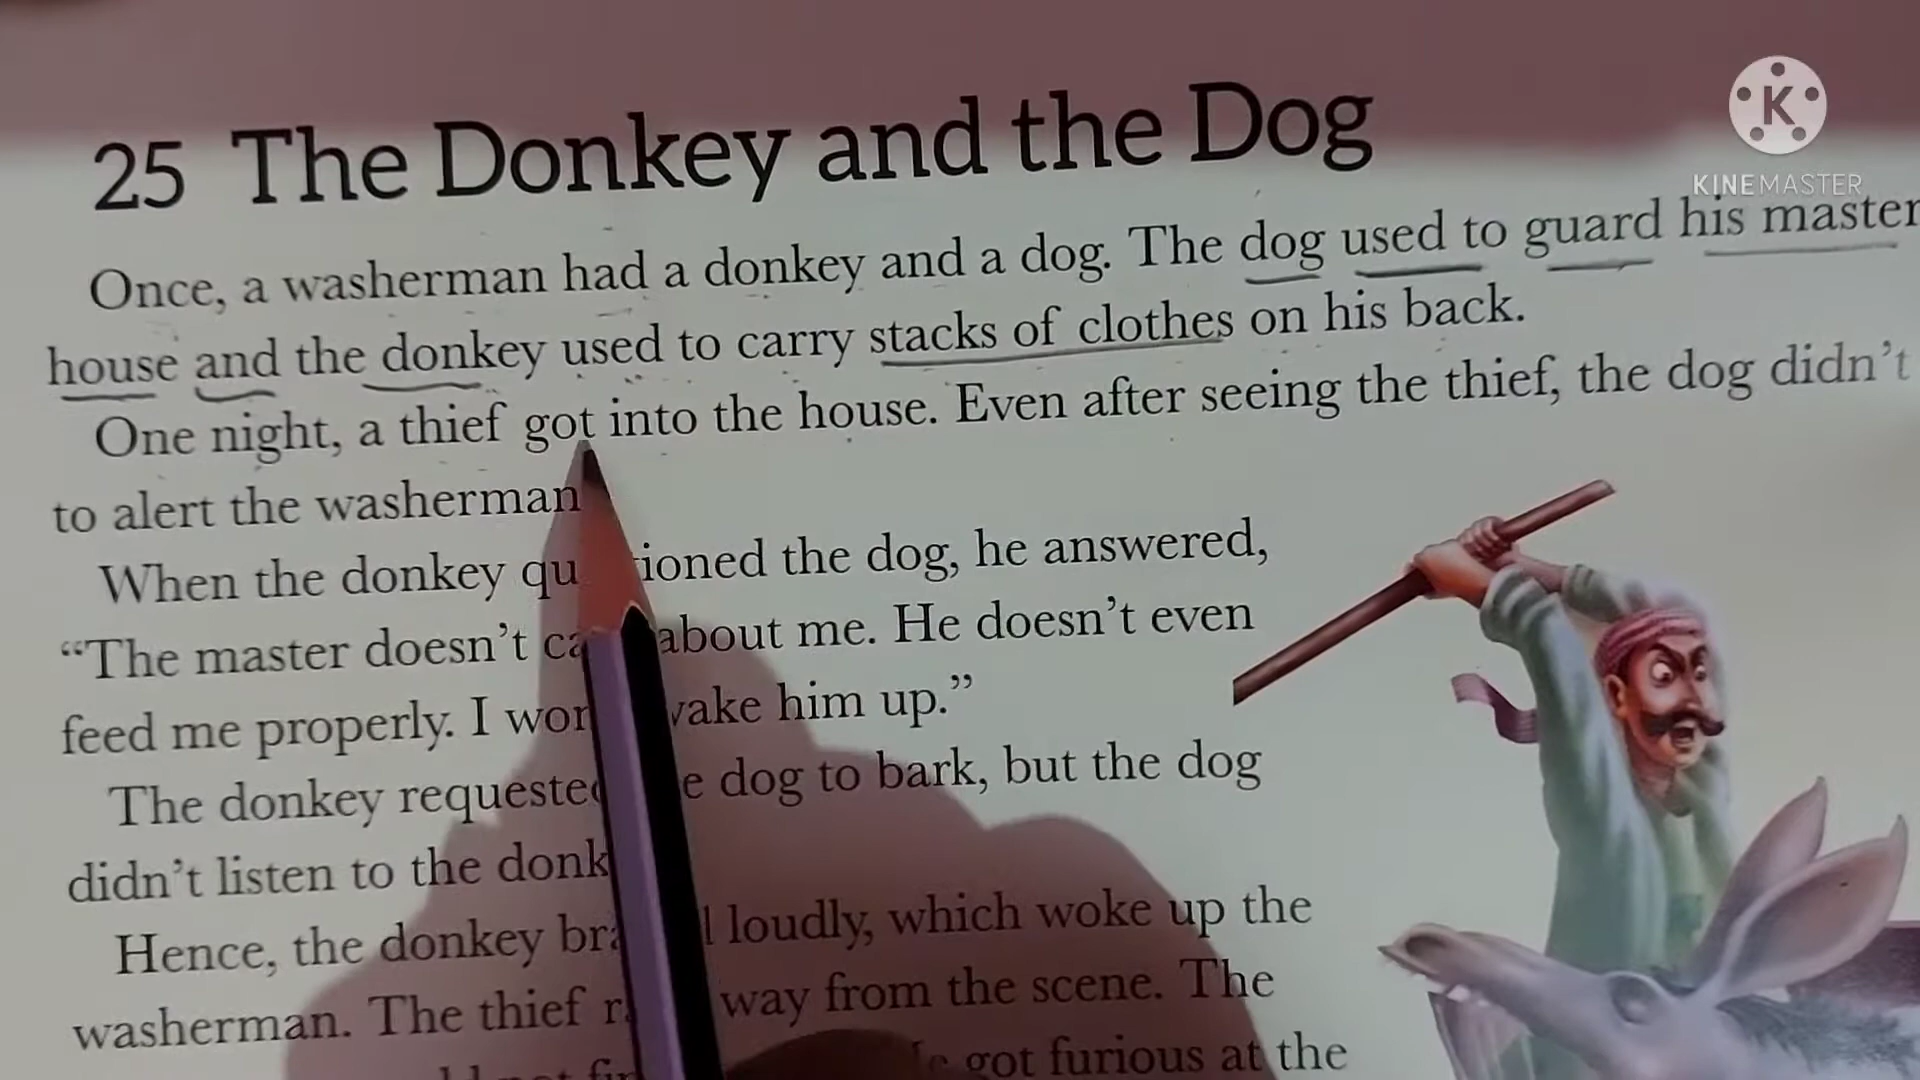 25 The Donkey and the Dog
KINEMASTER
Once, a washerman had a donkey and a dog. The dog used to guard his master
house and the donkey used to carry stacks of clothes on his back.
One night, a thief got into the house. Even after seeing the thief, the dog didn't
to alert the washerman
When the donkey qu ioned the dog, he answered,
"The master doesn't ca about me. He doesn't even
feed me properly. I won wake him up."
The donkey requested e dog to bark, but the dog
didn't listen to the donk
Hence, the donkey bra loudly, which woke up the
washerman. The thief r way from the scene. The
got furious at the